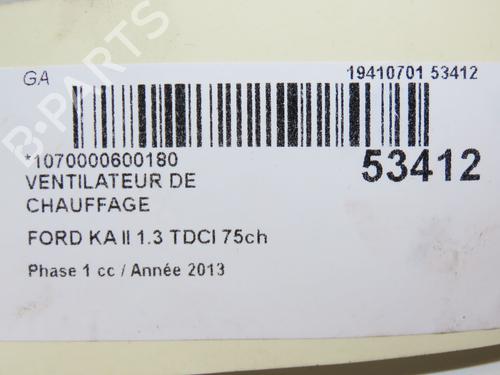 GA
19410701 53412
*1070000600180
53412
VENTILATEUR DE
CHAUFFAGE
FORD KA II 1.3 TDCI 75ch
Phase 1 cc / Année 2013
B-PARTS